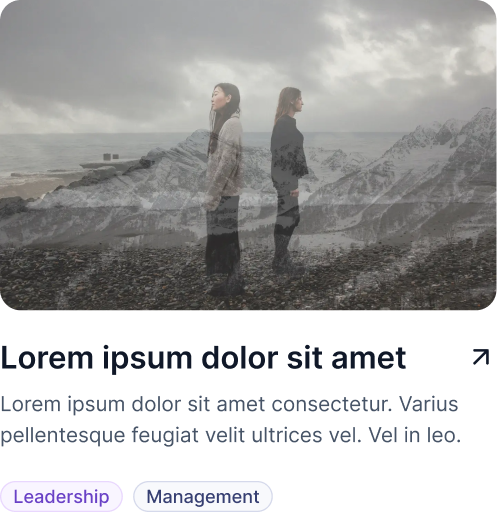 Lorem ipsum dolor sit amet
Lorem ipsum dolor sit amet consectetur. Varius
pellentesque feugiat velit ultrices vel. Vel in leo.
Leadership
Management